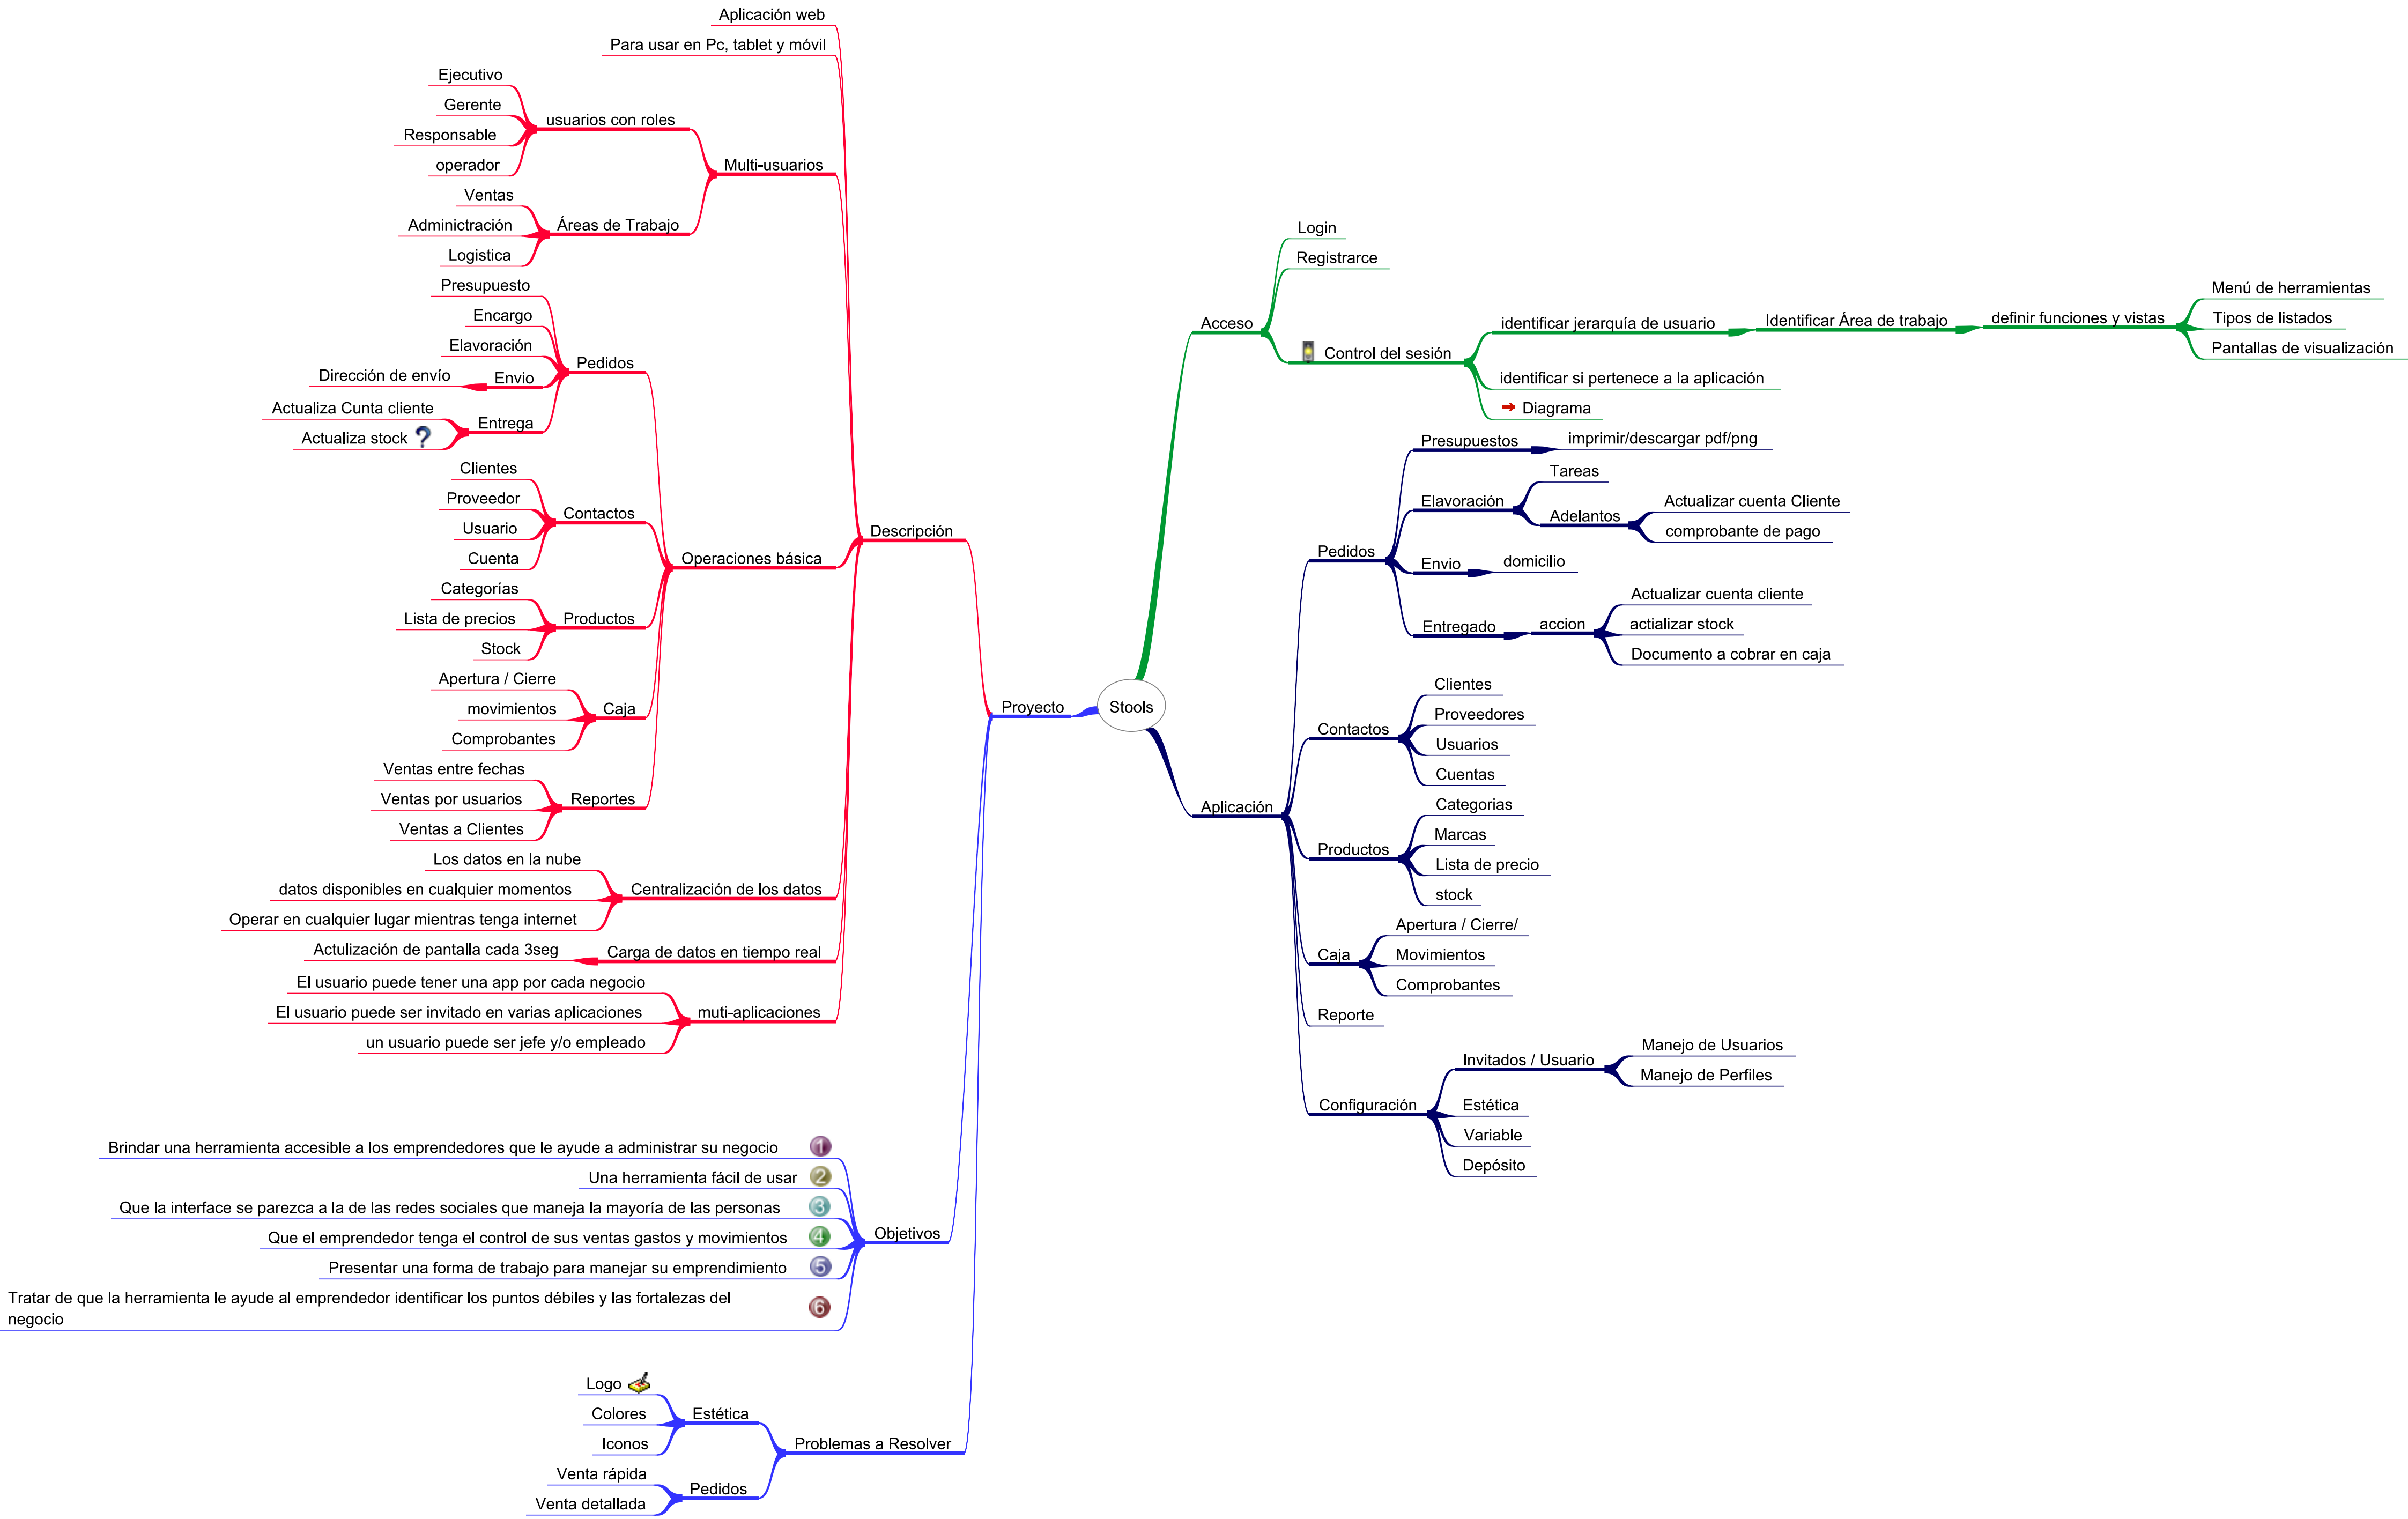 Stools
Proyecto
Descripción
Aplicación web
Para usar en Pc, tablet y móvil
Multi-usuarios
usuarios con roles
Ejecutivo
Gerente
Responsable
operador
Áreas de Trabajo
Ventas
Adminictración
Logistica
Operaciones básica
Pedidos
Presupuesto
Encargo
Elavoración
Envio
Dirección de envío
Entrega
Actualiza Cunta cliente
Actualiza stock
Contactos
Clientes
Proveedor
Usuario
Cuenta
Productos
Categorías
Lista de precios
Stock
Caja
Apertura / Cierre
movimientos
Comprobantes
Reportes
Ventas entre fechas
Ventas por usuarios
Ventas a Clientes
Centralización de los datos
Los datos en la nube
datos disponibles en cualquier momentos
Operar en cualquier lugar mientras tenga internet
Carga de datos en tiempo real
Actulización de pantalla cada 3seg
muti-aplicaciones
El usuario puede tener una app por cada negocio
El usuario puede ser invitado en varias aplicaciones
un usuario puede ser jefe y/o empleado
Objetivos
Brindar una herramienta accesible a los emprendedores que le ayude a administrar su negocio 1
Una herramienta fácil de usar 2
Que la interface se parezca a la de las redes sociales que maneja la mayoría de las personas 3
Que el emprendedor tenga el control de sus ventas gastos y movimientos 4
Presentar una forma de trabajo para manejar su emprendimiento 5
Tratar de que la herramienta le ayude al emprendedor identificar los puntos débiles y las fortalezas del 6
negocio
Problemas a Resolver
Estética
Logo
Colores
Iconos
Pedidos
Venta rápida
Venta detallada
Acceso
Login
Registrarce
Control del sesión
identificar jerarquía de usuario
Identificar Área de trabajo
definir funciones y vistas
Menú de herramientas
Tipos de listados
Pantallas de visualización
identificar si pertenece a la aplicación
Diagrama
Aplicación
Pedidos
Presupuestos
imprimir/descargar pdf/png
Elavoración
Tareas
Adelantos
Actualizar cuenta Cliente
comprobante de pago
Envio
domicilio
Entregado
accion
Actualizar cuenta cliente
actializar stock
Documento a cobrar en caja
Contactos
Clientes
Proveedores
Usuarios
Cuentas
Productos
Categorias
Marcas
Lista de precio
stock
Caja
Apertura / Cierre/
Movimientos
Comprobantes
Reporte
Configuración
Invitados / Usuario
Manejo de Usuarios
Manejo de Perfiles
Estética
Variable
Depósito